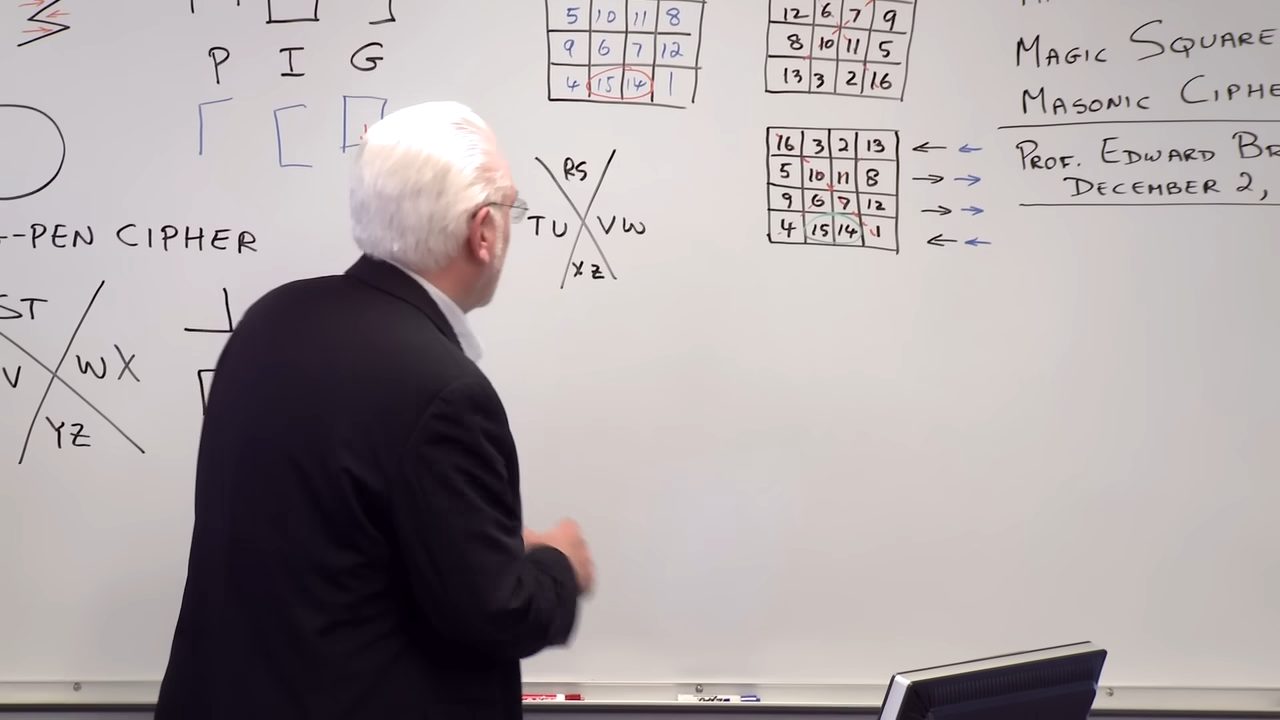 P I G
-PEN CIPHER
ST
V
WX
YZ
5 10 11 8
9 6 7 12
4 15 14 1
RS
TU VW
XZ
12 6 7 9
8 10 11 5
13 3 2 16
16 3 2 13
5 10 11 8
9 6 7 12
4 15 14 1
MAGIC SQUARE
MASONIC CIPHE
PROF. EDWARD BR
DECEMBER 2,